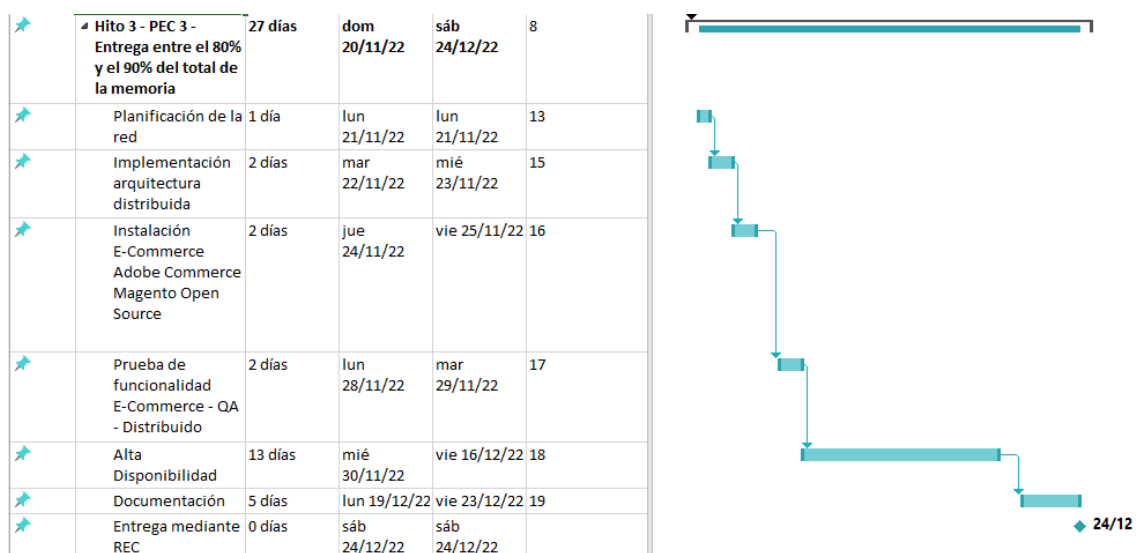 Hito 3 - PEC 3 - 27 días dom sáb 8
Entrega entre el 80% 20/11/22 24/12/22
y el 90% del total de
la memoria
Planificación de la 1 día lun lun 13
red 21/11/22 21/11/22
Implementación 2 días mar mié 15
arquitectura 22/11/22 23/11/22
distribuida
Instalación 2 días jue vie 25/11/22 16
E-Commerce 24/11/22
Adobe Commerce
Magento Open
Source
Prueba de 2 días lun mar 17
funcionalidad 28/11/22 29/11/22
E-Commerce - QA
- Distribuido
Alta 13 días mié vie 16/12/22 18
Disponibilidad 30/11/22
Documentación 5 días lun 19/12/22 vie 23/12/22 19
Entrega mediante 0 días sáb sáb 24/12
REC 24/12/22 24/12/22